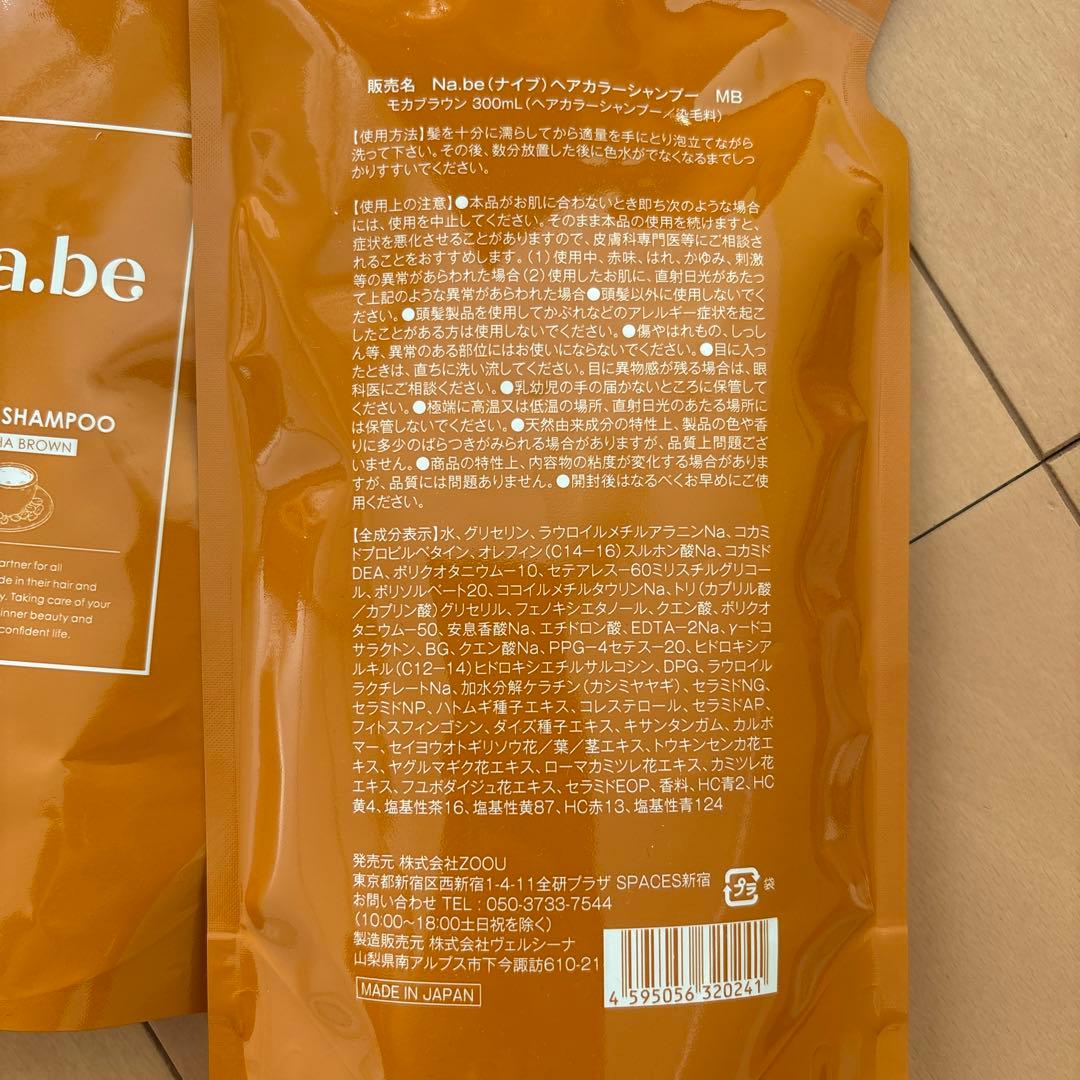 a.be
SHAMPOO
HA BROWN
artner for all
de in their hair and
y. Taking care of your
inner beauty and
confident life.
販売名　Na.be(ナイブ)ヘアカラーシャンプー　MB
モカブラウン 300mL(ヘアカラーシャンプー/染毛料)
【使用方法】髪を十分に濡らしてから適量を手にとり泡立てながら
洗って下さい。その後、数分放置した後に色水がでなくなるまでしっ
かりすすいでください。
【使用上の注意】●本品がお肌に合わないとき即ち次のような場合
には、使用を中止してください。そのまま本品の使用を続けますと、
症状を悪化させることがありますので、皮膚科専門医等にご相談さ
れることをおすすめします。(1)使用中、赤味、はれ、かゆみ、刺激
等の異常があらわれた場合(2)使用したお肌に、直射日光があたっ
て上記のような異常があらわれた場合●頭髪以外に使用しないでく
ださい。●頭髪製品を使用してかぶれなどのアレルギー症状を起こ
したことがある方は使用しないでください。●傷やはれもの、しっし
ん等、異常のある部位にはお使いにならないでください。●目に入っ
たときは、直ちに洗い流してください。目に異物感が残る場合は、眼
科医にご相談ください。●乳幼児の手の届かないところに保管して
ください。●極端に高温又は低温の場所、直射日光のあたる場所に
は保管しないでください。●天然由来成分の特性上、製品の色や香
りに多少のばらつきがみられる場合がありますが、品質上問題ござ
いません。●商品の特性上、内容物の粘度が変化する場合がありま
すが、品質には問題ありません。●開封後はなるべくお早めにご使
用ください。
【全成分表示】水、グリセリン、ラウロイルメチルアラニンNa、コカミ
ドプロピルベタイン、オレフィン(C14-16)スルホン酸Na、コカミド
DEA、ポリクオタニウム-10、セテアレス-60ミリスチルグリコー
ル、ポリソルベート20、ココイルメチルタウリンNa、トリ(カプリル酸
/カプリン酸)グリセリル、フェノキシエタノール、クエン酸、ポリクオ
タニウム-50、安息香酸Na、エチドロン酸、EDTA-2Na、γードコ
サラクトン、BG、クエン酸Na、PPG-4セテス-20、ヒドロキシア
ルキル(C12-14)ヒドロキシエチルサルコシン、DPG、ラウロイル
ラクチレートNa、加水分解ケラチン(カシミヤヤギ)、セラミドNG、
セラミドNP、ハトムギ種子エキス、コレステロール、セラミドAP、
フィトスフィンゴシン、ダイズ種子エキス、キサンタンガム、カルボ
マー、セイヨウオトギリソウ花/葉/茎エキス、トウキンセンカ花エ
キス、ヤグルマギク花エキス、ローマカミツレ花エキス、カミツレ花
エキス、フユボダイジュ花エキス、セラミドEOP、香料、HC青2、HC
黄4、塩基性茶16、塩基性黄87、HC赤13、塩基性青124
発売元 株式会社ZOOU
東京都新宿区西新宿1-4-11全研プラザ SPACES新宿
お問い合わせ TEL：050-3733-7544
(10:00～18:00土日祝を除く)
製造販売元 株式会社ヴェルシーナ
山梨県南アルプス市下今諏訪610-21
MADE IN JAPAN
プラ 袋
4 595056 320241